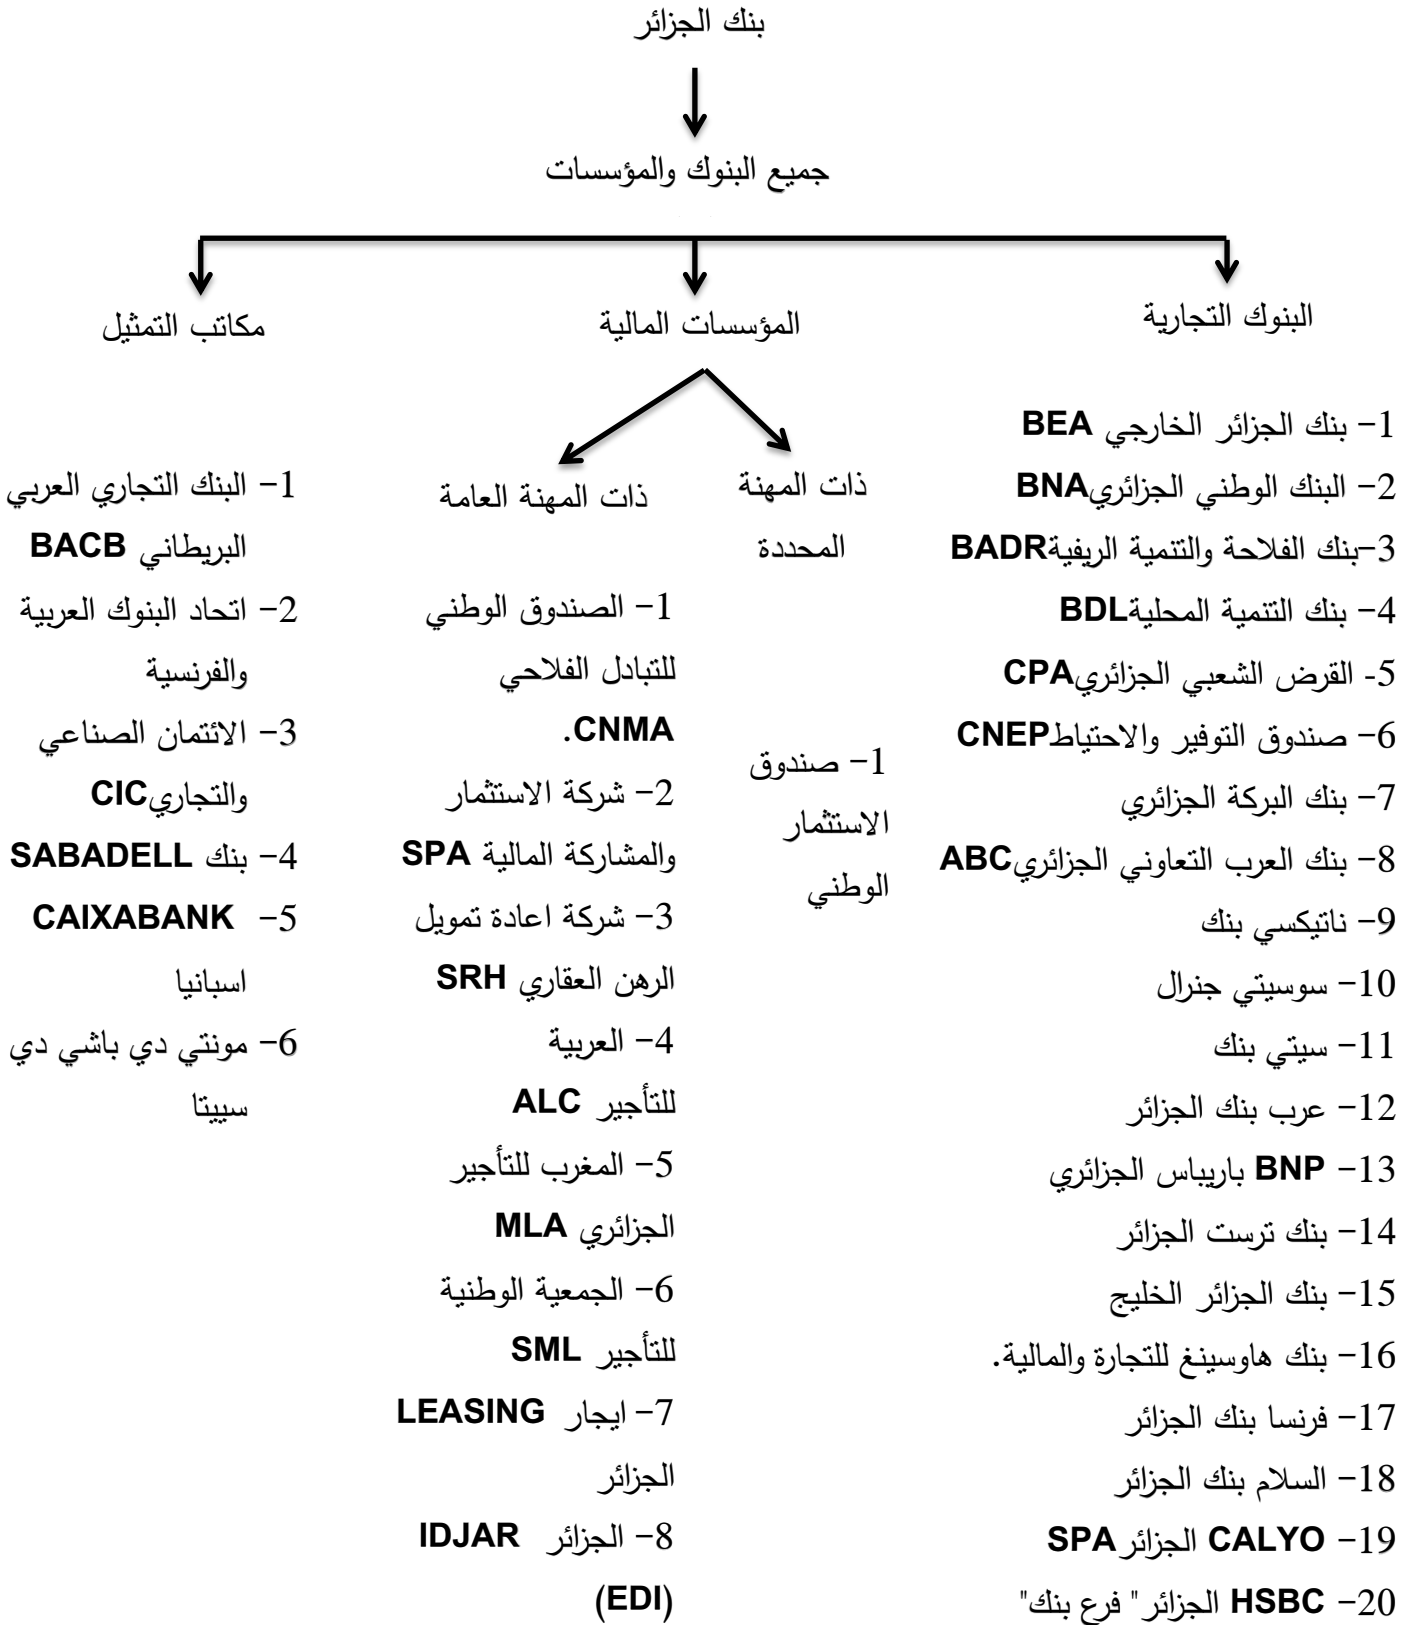 بنك الجزائر
جميع البنوك والمؤسسات
البنوك التجارية
1- بنك الجزائر الخارجي BEA
2- البنك الوطني الجزائريBNA
3-بنك الفلاحة والتنمية الريفيةBADR
4- بنك التنمية المحليةBDL
5- القرض الشعبي الجزائريCPA
6- صندوق التوفير والاحتياطCNEP
7- بنك البركة الجزائري
8- بنك العرب التعاوني الجزائريABC
9- ناتيكسي بنك
10- سوسيتي جنرال
11- سيتي بنك
12- عرب بنك الجزائر
13- BNP باريباس الجزائري
14- بنك ترست الجزائر
15- بنك الجزائر الخليج
16- بنك هاوسينغ للتجارة والمالية.
17- فرنسا بنك الجزائر
18- السلام بنك الجزائر
19- CALYO الجزائر SPA
20- HSBC الجزائر " فرع بنك"
المؤسسات المالية
ذات المهنة
المحددة
1- صندوق
الاستثمار
الوطني
ذات المهنة العامة
1- الصندوق الوطني
للتبادل الفلاحي
CNMA.
2- شركة الاستثمار
والمشاركة المالية SPA
3- شركة اعادة تمويل
الرهن العقاري SRH
4- العربية
للتأجير ALC
5- المغرب للتأجير
الجزائري MLA
6- الجمعية الوطنية
للتأجير SML
7- ايجار LEASING
الجزائر
8- الجزائر IDJAR
(EDI)
مكاتب التمثيل
1- البنك التجاري العربي
البريطاني BACB
2- اتحاد البنوك العربية
والفرنسية
3- الائتمان الصناعي
والتجاريCIC
4- بنك SABADELL
5- CAIXABANK
اسبانيا
6- مونتي دي باشي دي
سييتا